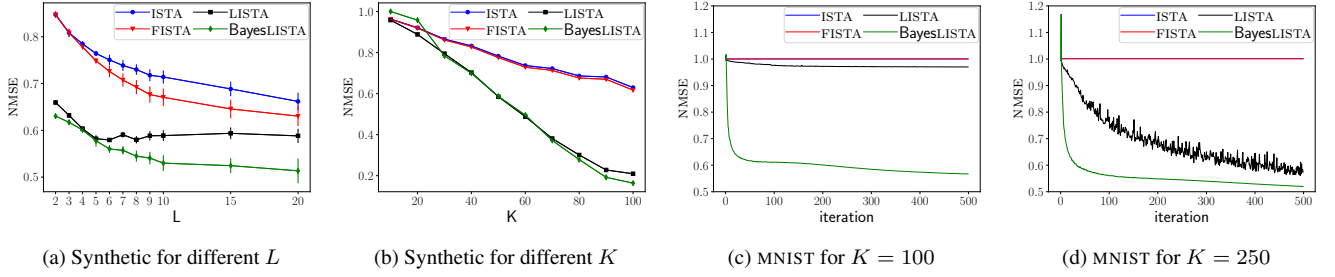 ISTA LISTA
FISTA BayesLISTA
NMSE
0.8
0.7
0.6
0.5
2 3 4 5 6 7 8 9 10 15 20
L
(a) Synthetic for different L
ISTA LISTA
FISTA BayesLISTA
NMSE
1.0
0.8
0.6
0.4
0.2
20 40 60 80 100
K
(b) Synthetic for different K
ISTA LISTA
FISTA BayesLISTA
NMSE
1.2
1.1
1.0
0.9
0.8
0.7
0.6
0.5
0 100 200 300 400 500
iteration
(c) MNIST for K = 100
ISTA LISTA
FISTA BayesLISTA
NMSE
1.2
1.1
1.0
0.9
0.8
0.7
0.6
0.5
0 100 200 300 400 500
iteration
(d) MNIST for K = 250